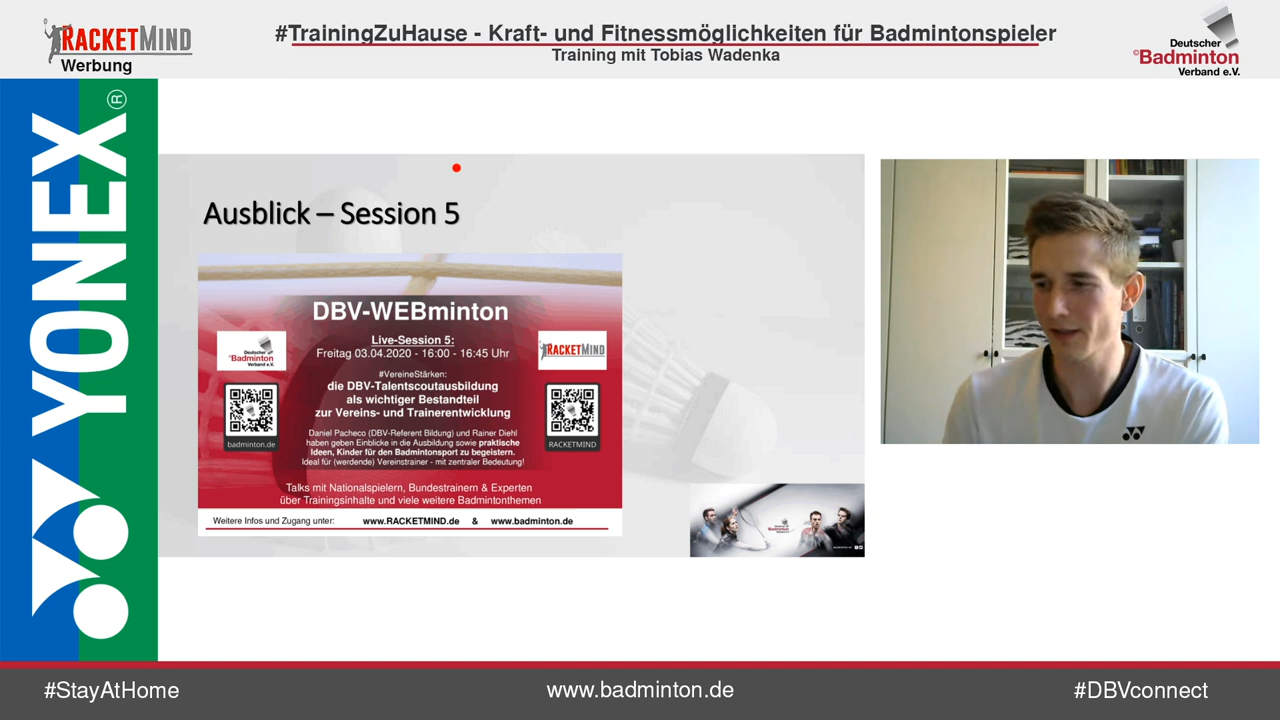 RACKETMIND
Werbung
#TrainingZuHause - Kraft- und Fitnessmöglichkeiten für Badmintonspieler
Training mit Tobias Wadenka
Deutscher
©Badminton
Verband e.V.
YONEX®
Ausblick – Session 5
DBV-WEBminton
Live-Session 5:
Freitag 03.04.2020 - 16:00 - 16:45 Uhr
Deutscher
Badminton
Verband e.V.
RACKETMIND
#VereineStärken:
die DBV-Talentscoutausbildung
als wichtiger Bestandteil
zur Vereins- und Trainerentwicklung
badminton.de
RACKETMIND
Daniel Pacheco (DBV-Referent Bildung) und Rainer Diehl
haben geben Einblicke in die Ausbildung sowie praktische
Ideen, Kinder für den Badmintonsport zu begeistern.
Ideal für (werdende) Vereinstrainer - mit zentraler Bedeutung!
Talks mit Nationalspielern, Bundestrainern & Experten
über Trainingsinhalte und viele weitere Badmintonthemen
Weitere Infos und Zugang unter: www.RACKETMIND.de & www.badminton.de
#StayAtHome
www.badminton.de
#DBVconnect